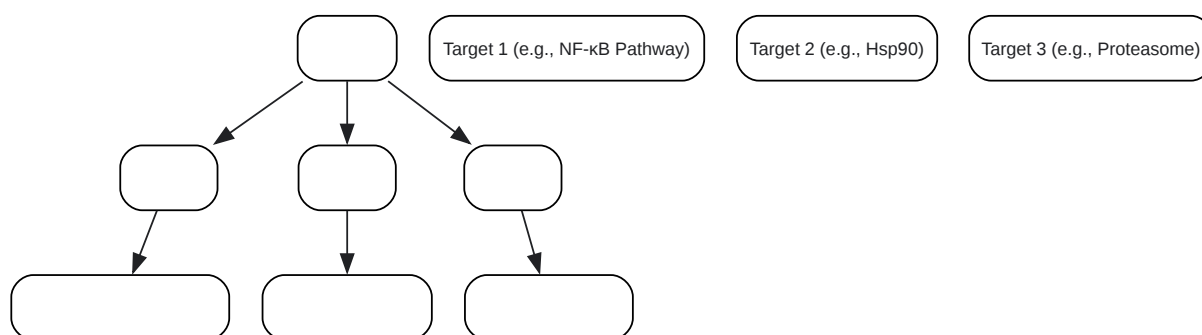 Target 1 (e.g., NF-κB Pathway)
Target 2 (e.g., Hsp90)
Target 3 (e.g., Proteasome)